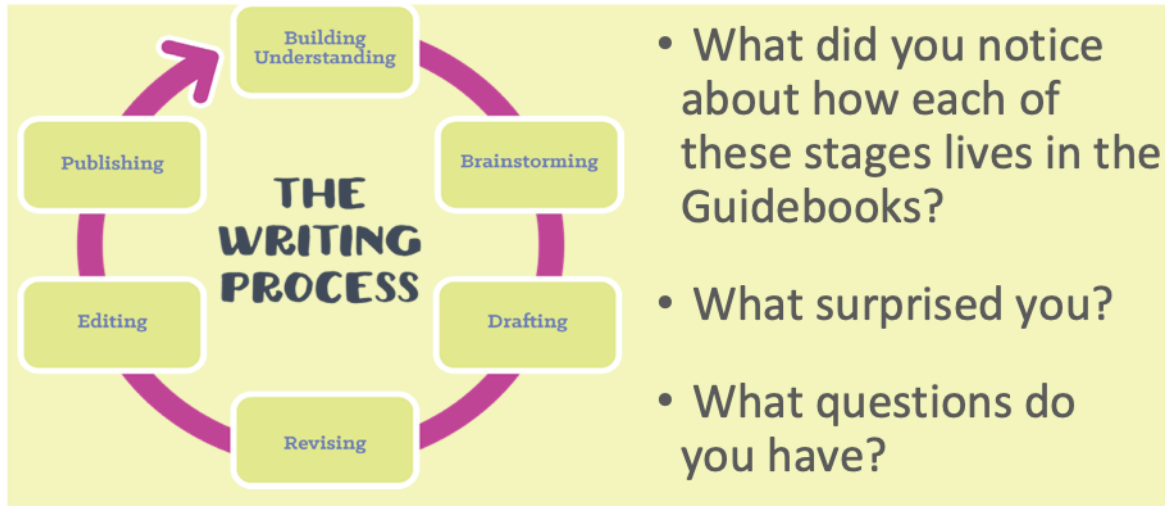 Building
Understanding
Brainstorming
Drafting
Revising
Editing
Publishing
THE
WRITING
PROCESS
• What did you notice
about how each of
these stages lives in the
Guidebooks?
• What surprised you?
• What questions do
you have?